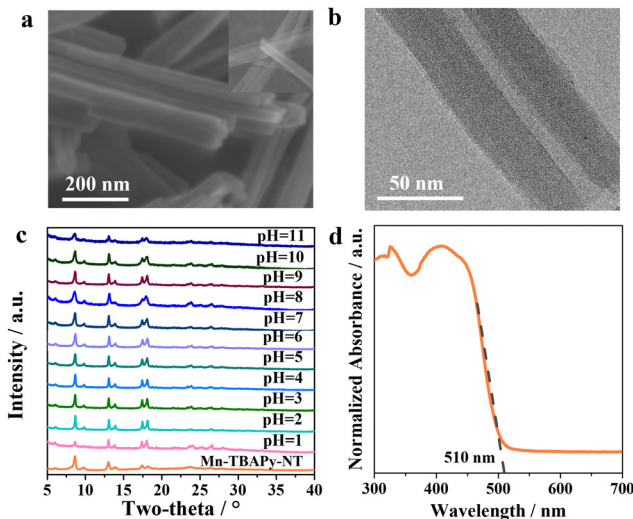 a
200 nm
b
50 nm
c
pH=11
pH=10
pH=9
pH=8
pH=7
pH=6
pH=5
pH=4
pH=3
pH=2
pH=1
Mn-TBAPy-NT
5 10 15 20 25 30 35 40
Two-theta / °
Intensity / a.u.
d
510 nm
300 400 500 600 700
Wavelength / nm
Normalized Absorbance / a.u.